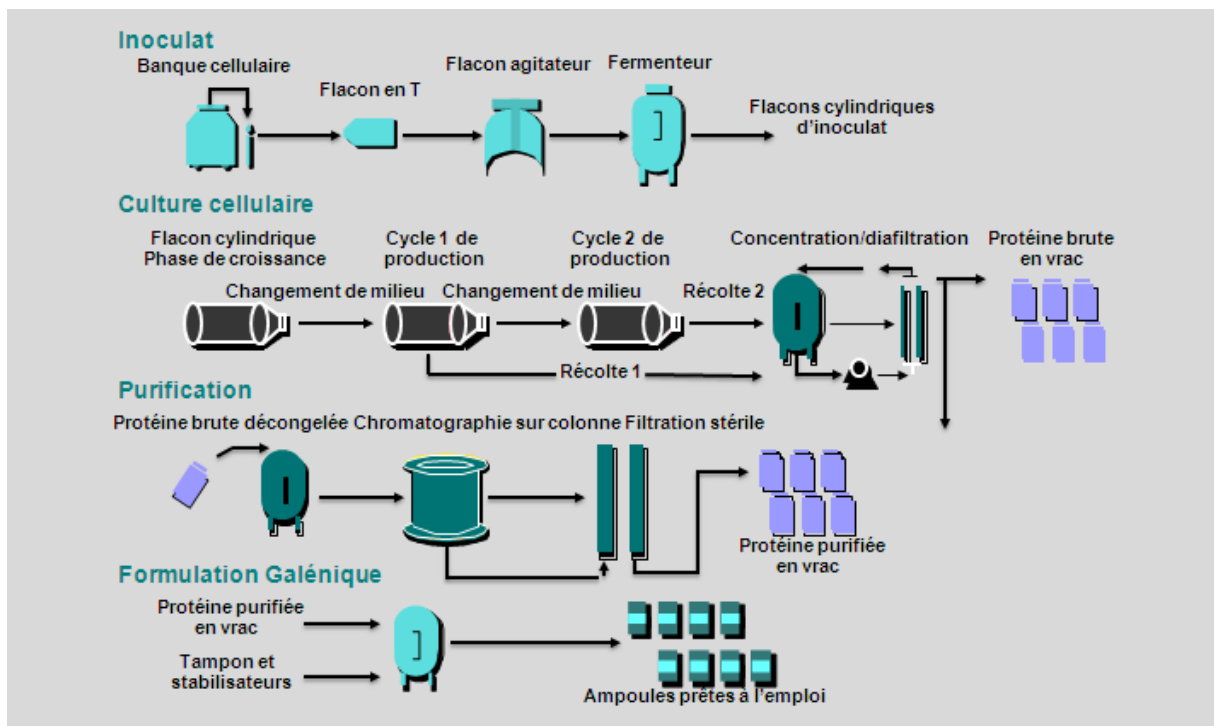 Inoculat
Banque cellulaire
Flacon en T
Flacon agitateur
Fermenteur
Flacons cylindriques
d'inoculat
Culture cellulaire
Flacon cylindrique
Phase de croissance
Cycle 1 de
production
Cycle 2 de
production
Concentration/diafiltration
Protéine brute
en vrac
Changement de milieu
Changement de milieu
Récolte 2
Récolte 1
Purification
Protéine brute décongelée
Chromatographie sur colonne
Filtration stérile
Protéine purifiée
en vrac
Formulation Galénique
Protéine purifiée
en vrac
Tampon et
stabilisateurs
Ampoules prêtes à l'emploi